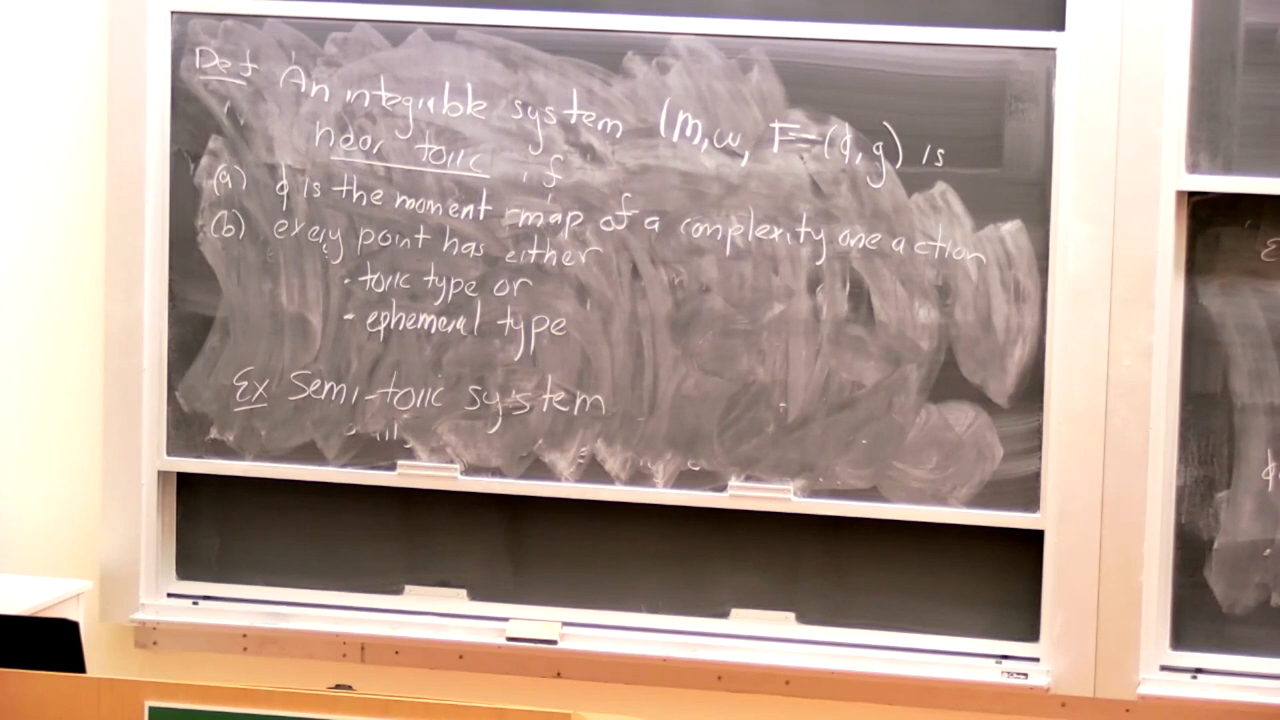 Def An integrable system (M, ω, F=(ϕ, g) is
near toric if
(a) ϕ is the moment map of a complexity one action
(b) every point has either
· toric type or
- ephemeral type
Ex Semi-toric system